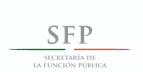 SFP
SECRETARÍA DE
LA FUNCIÓN PÚBLICA